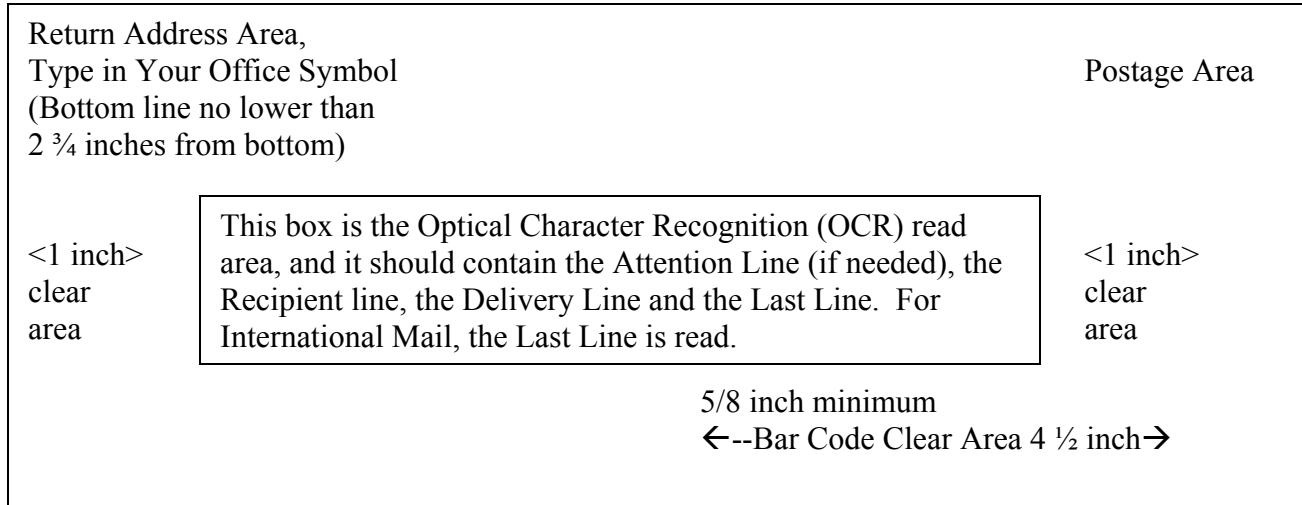 Return Address Area,
Type in Your Office Symbol
Postage Area
(Bottom line no lower than
2 ¾ inches from bottom)
<1 inch>
clear
area
This box is the Optical Character Recognition (OCR) read
area, and it should contain the Attention Line (if needed), the
Recipient line, the Delivery Line and the Last Line.  For
International Mail, the Last Line is read.
<1 inch>
clear
area
5/8 inch minimum
←--Bar Code Clear Area 4 ½ inch→